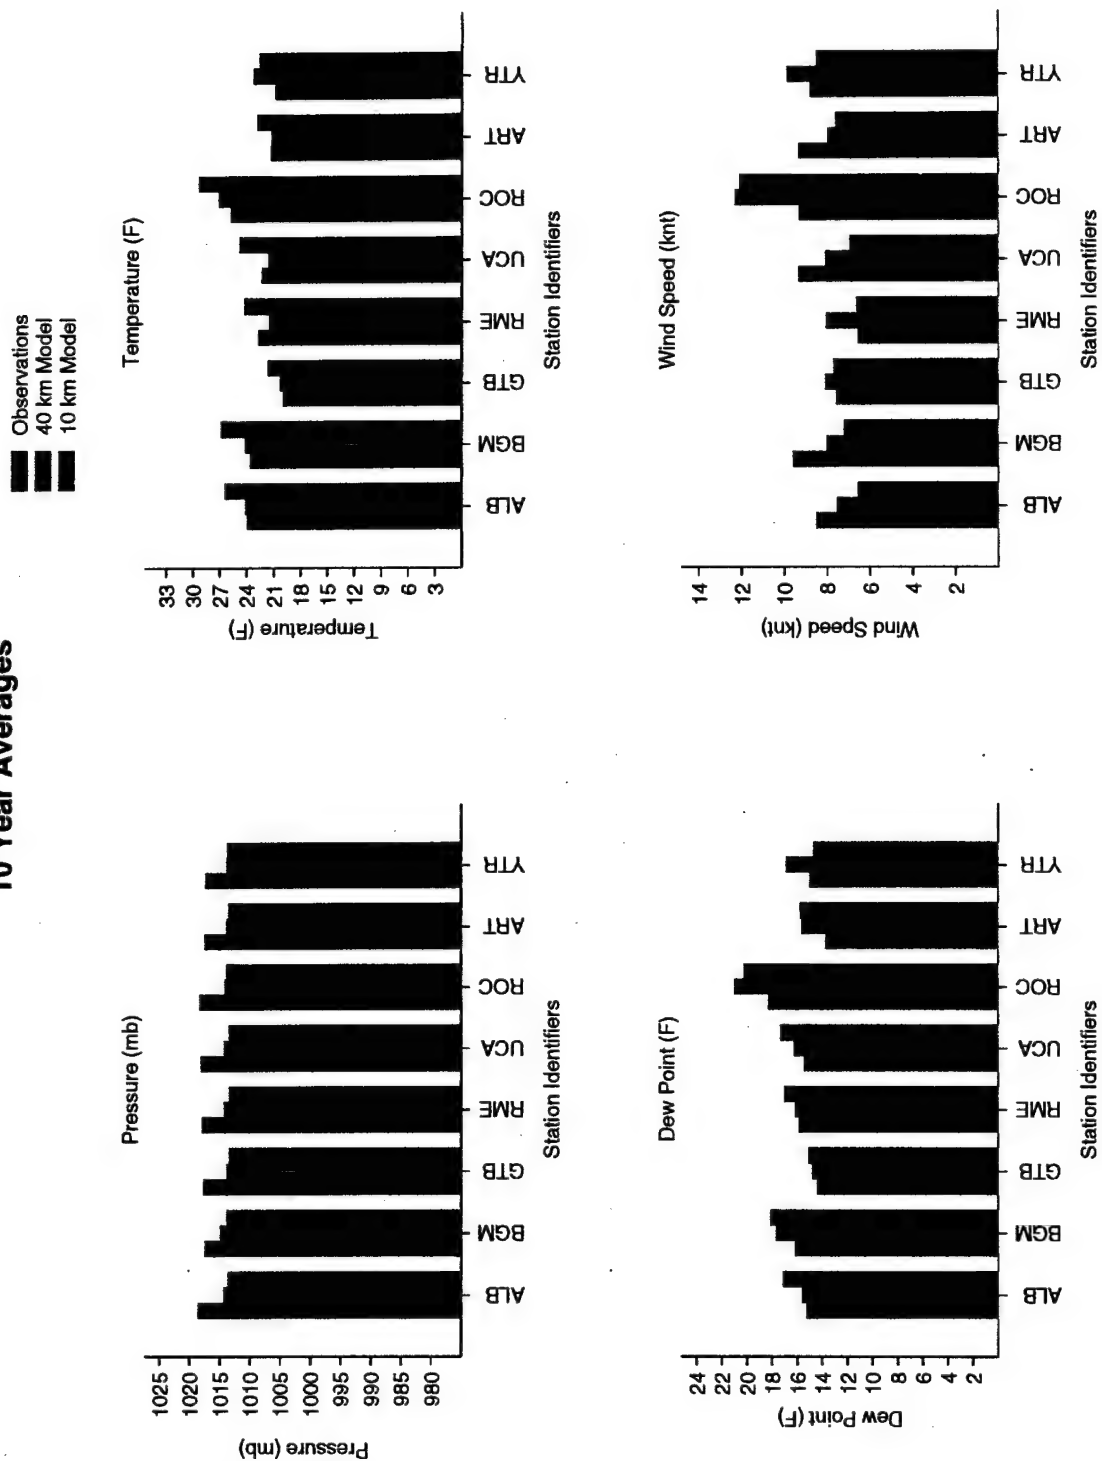 10 Year Averages
Observations
40 km Model
10 km Model
Pressure (mb)
Pressure (mb)
1025
1020
1015
1010
1005
1000
995
990
985
980
ALB
BGM
GTB
RME
UCA
ROC
ART
YTR
Station Identifiers
Temperature (F)
Temperature (F)
33
30
27
24
21
18
15
12
9
6
3
ALB
BGM
GTB
RME
UCA
ROC
ART
YTR
Station Identifiers
Dew Point (F)
Dew Point (F)
24
22
20
18
16
14
12
10
8
6
4
2
ALB
BGM
GTB
RME
UCA
ROC
ART
YTR
Station Identifiers
Wind Speed (knt)
Wind Speed (knt)
14
12
10
8
6
4
2
ALB
BGM
GTB
RME
UCA
ROC
ART
YTR
Station Identifiers